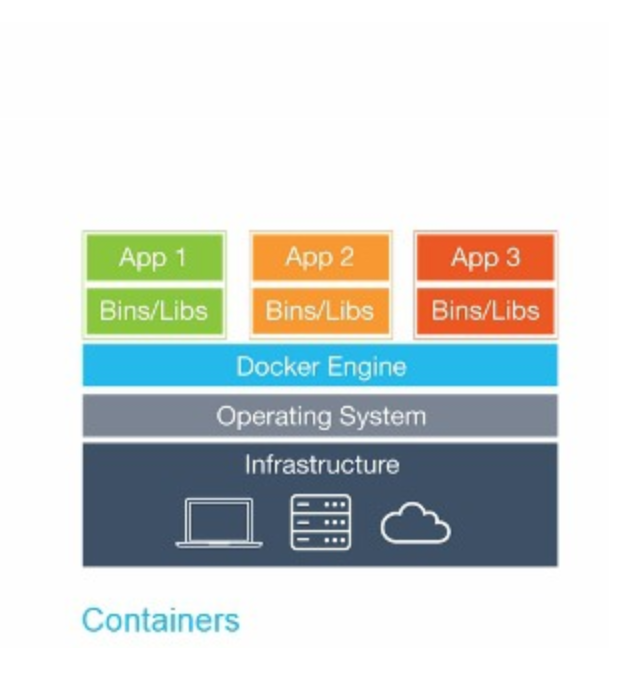 App 1 App 2 App 3
Bins/Libs Bins/Libs Bins/Libs
Docker Engine
Operating System
Infrastructure
Containers